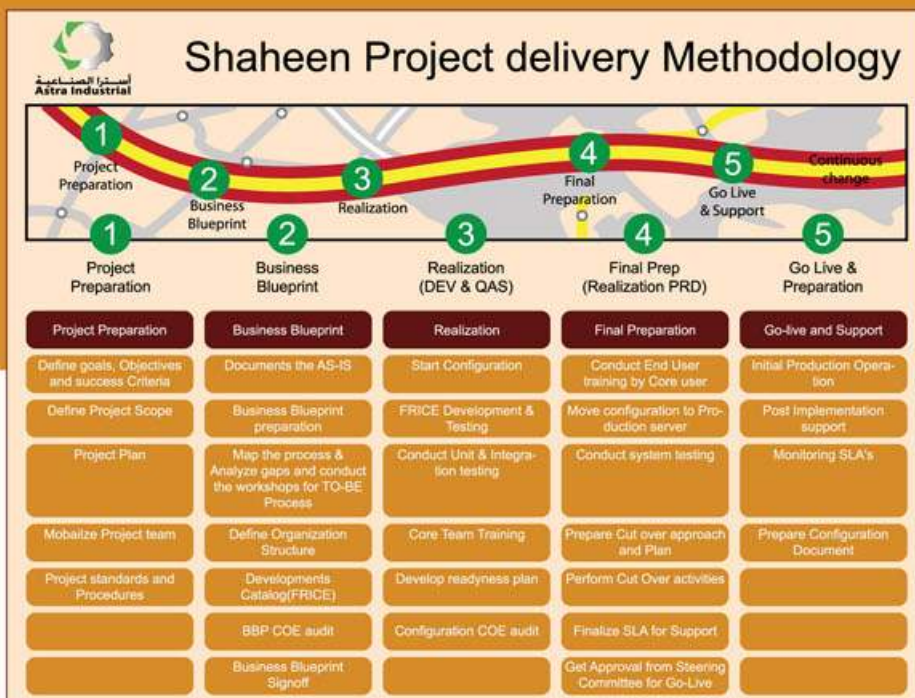 Shaheen Project delivery Methodology
أسترا الصناعية
Astra Industrial
1
Project
Preparation
2
Business
Blueprint
3
Realization
4
Final
Preparation
5
Go Live
& Support
Continuous
change
1
Project
Preparation
2
Business
Blueprint
3
Realization
(DEV & QAS)
4
Final Prep
(Realization PRD)
5
Go Live &
Preparation
Project Preparation
Business Blueprint
Realization
Final Preparation
Go-live and Support
Define goals, Objectives
and success Criteria
Documents the AS-IS
Start Configuration
Conduct End User
training by Core user
Initial Production Opera-
tion
Define Project Scope
Business Blueprint
preparation
FRICE Development &
Testing
Move configuration to Pro-
duction server
Post Implementation
support
Project Plan
Map the process &
Analyze gaps and conduct
the workshops for TO-BE
Process
Conduct Unit & Integra-
tion testing
Conduct system testing
Monitoring SLA's
Mobailze Project team
Define Organization
Structure
Core Team Training
Prepare Cut over approach
and Plan
Prepare Configuration
Document
Project standards and
Procedures
Developments
Catalog(FRICE)
Develop readyness plan
Perform Cut Over activities
BBP COE audit
Configuration COE audit
Finalize SLA for Support
Business Blueprint
Signoff
Get Approval from Steering
Committee for Go-Live